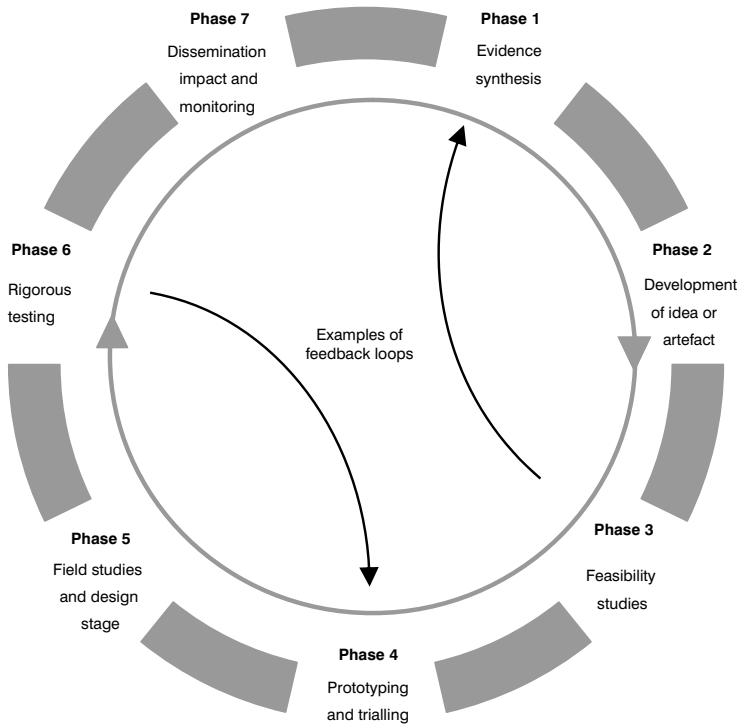 Phase 7
Dissemination
impact and
monitoring
Phase 1
Evidence
synthesis
Phase 2
Development
of idea or
artefact
Phase 6
Rigorous
testing
Examples of
feedback loops
Phase 3
Feasibility
studies
Phase 5
Field studies
and design
stage
Phase 4
Prototyping
and trialling